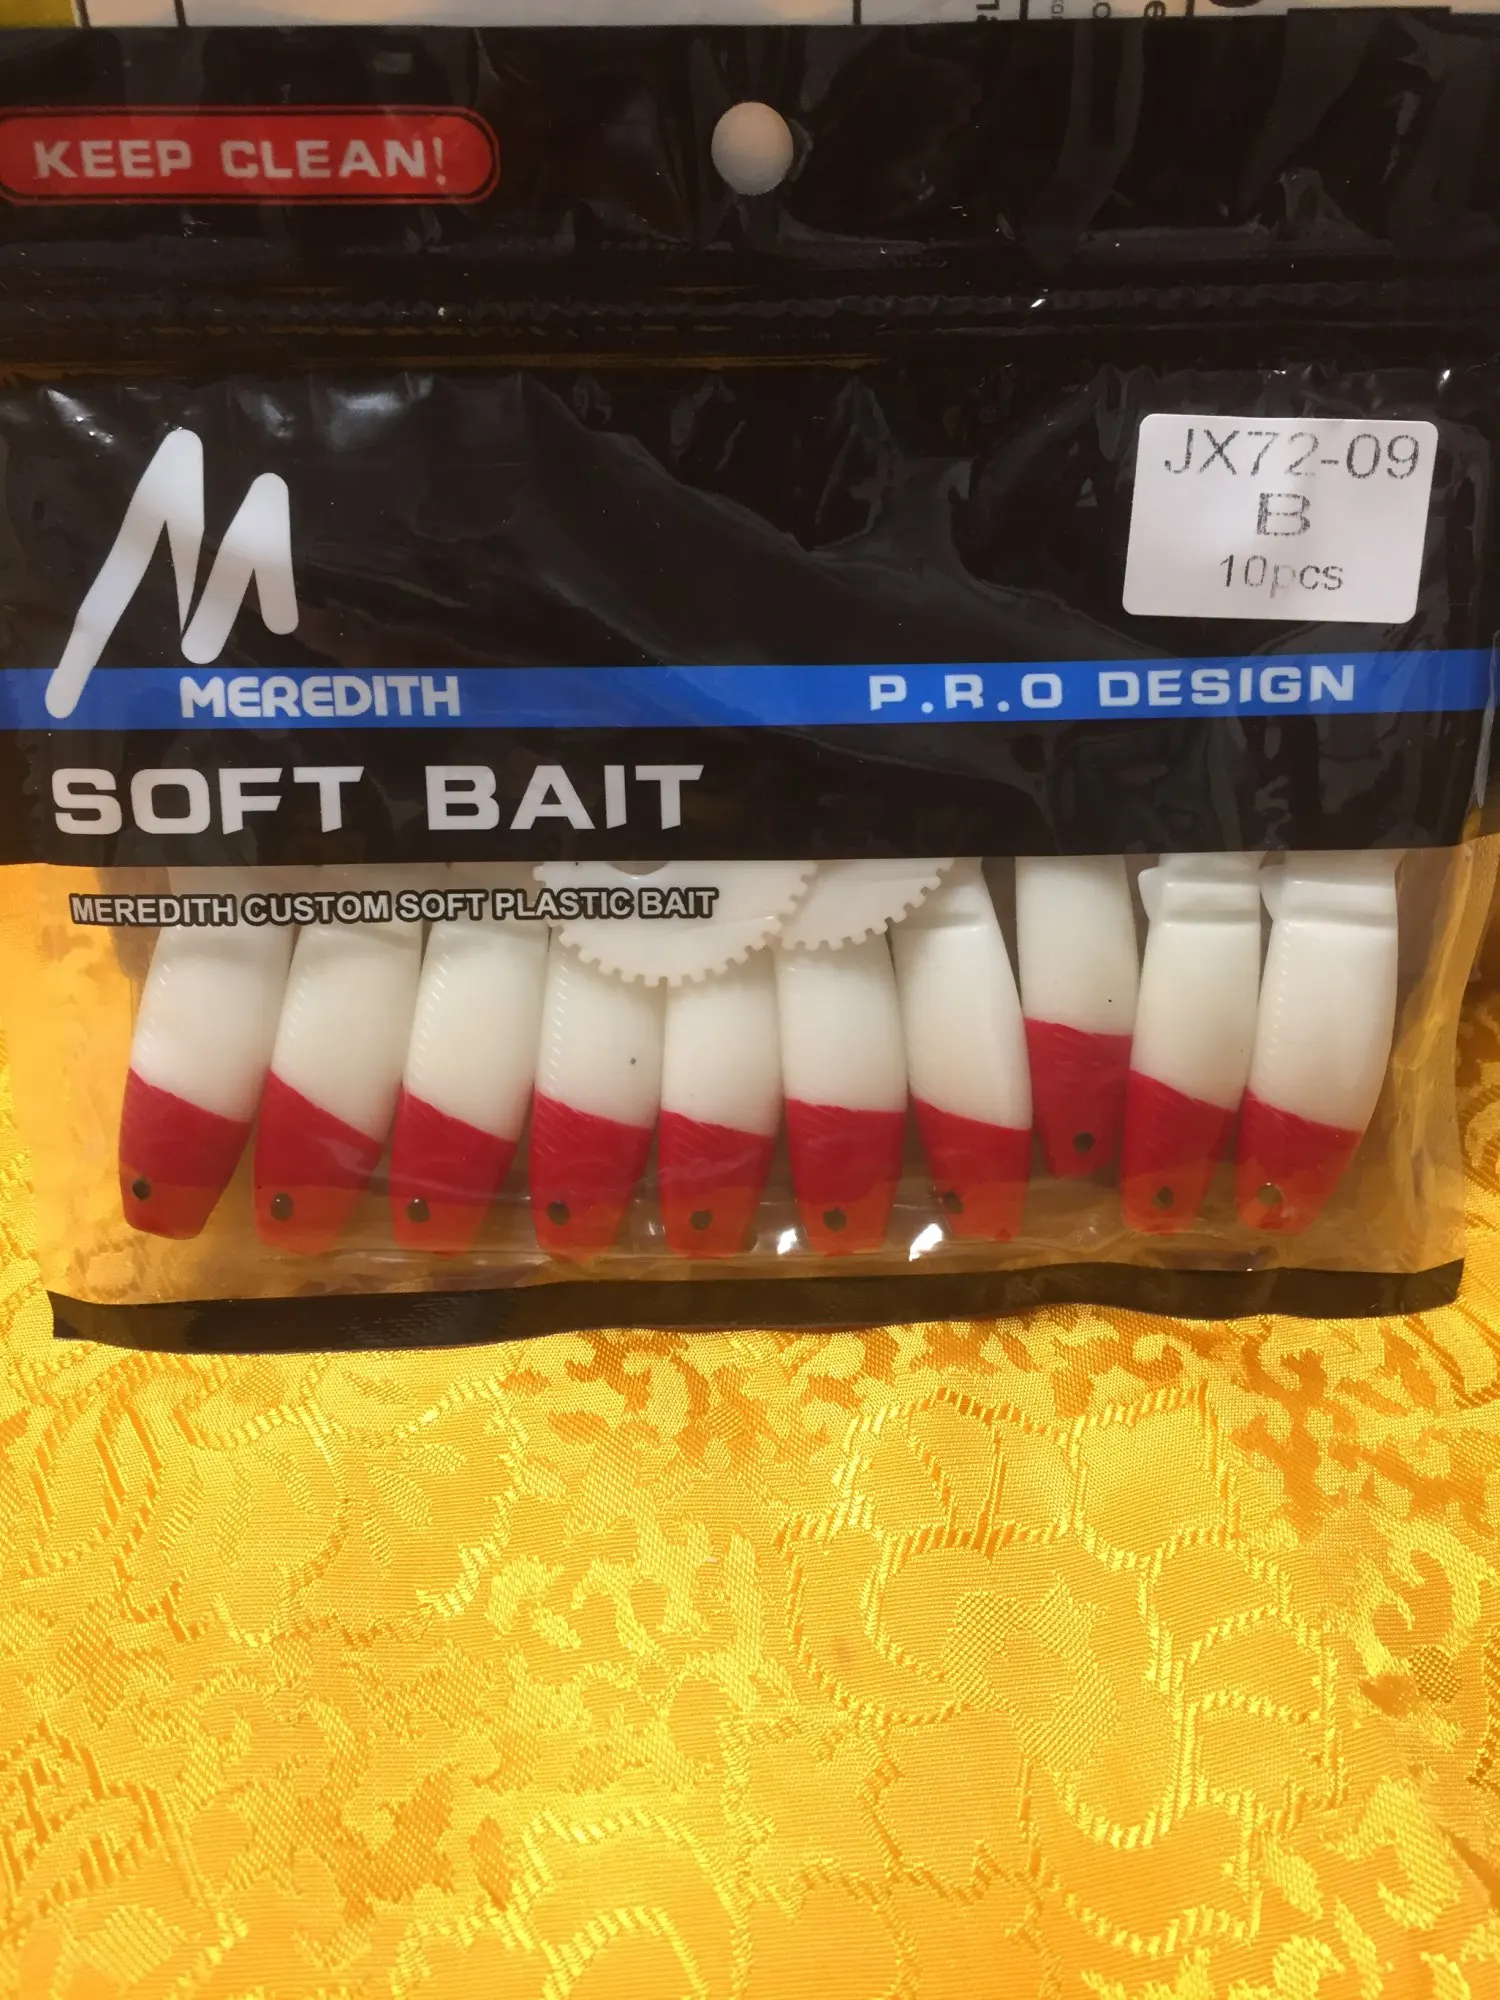 KEEP CLEAN!
JX72-09
B
10pcs
MEREDITH
P.R.O DESIGN
SOFT BAIT
MEREDITH CUSTOM SOFT PLASTIC BAIT